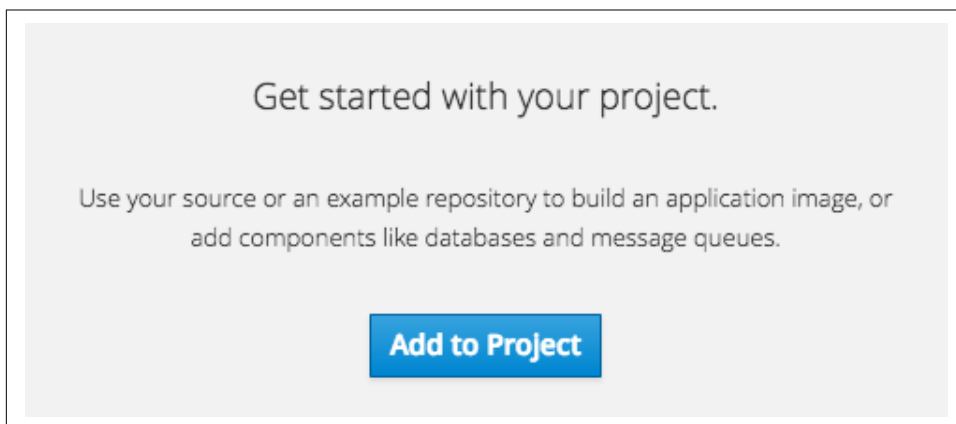 Get started with your project.
Use your source or an example repository to build an application image, or
add components like databases and message queues.
Add to Project